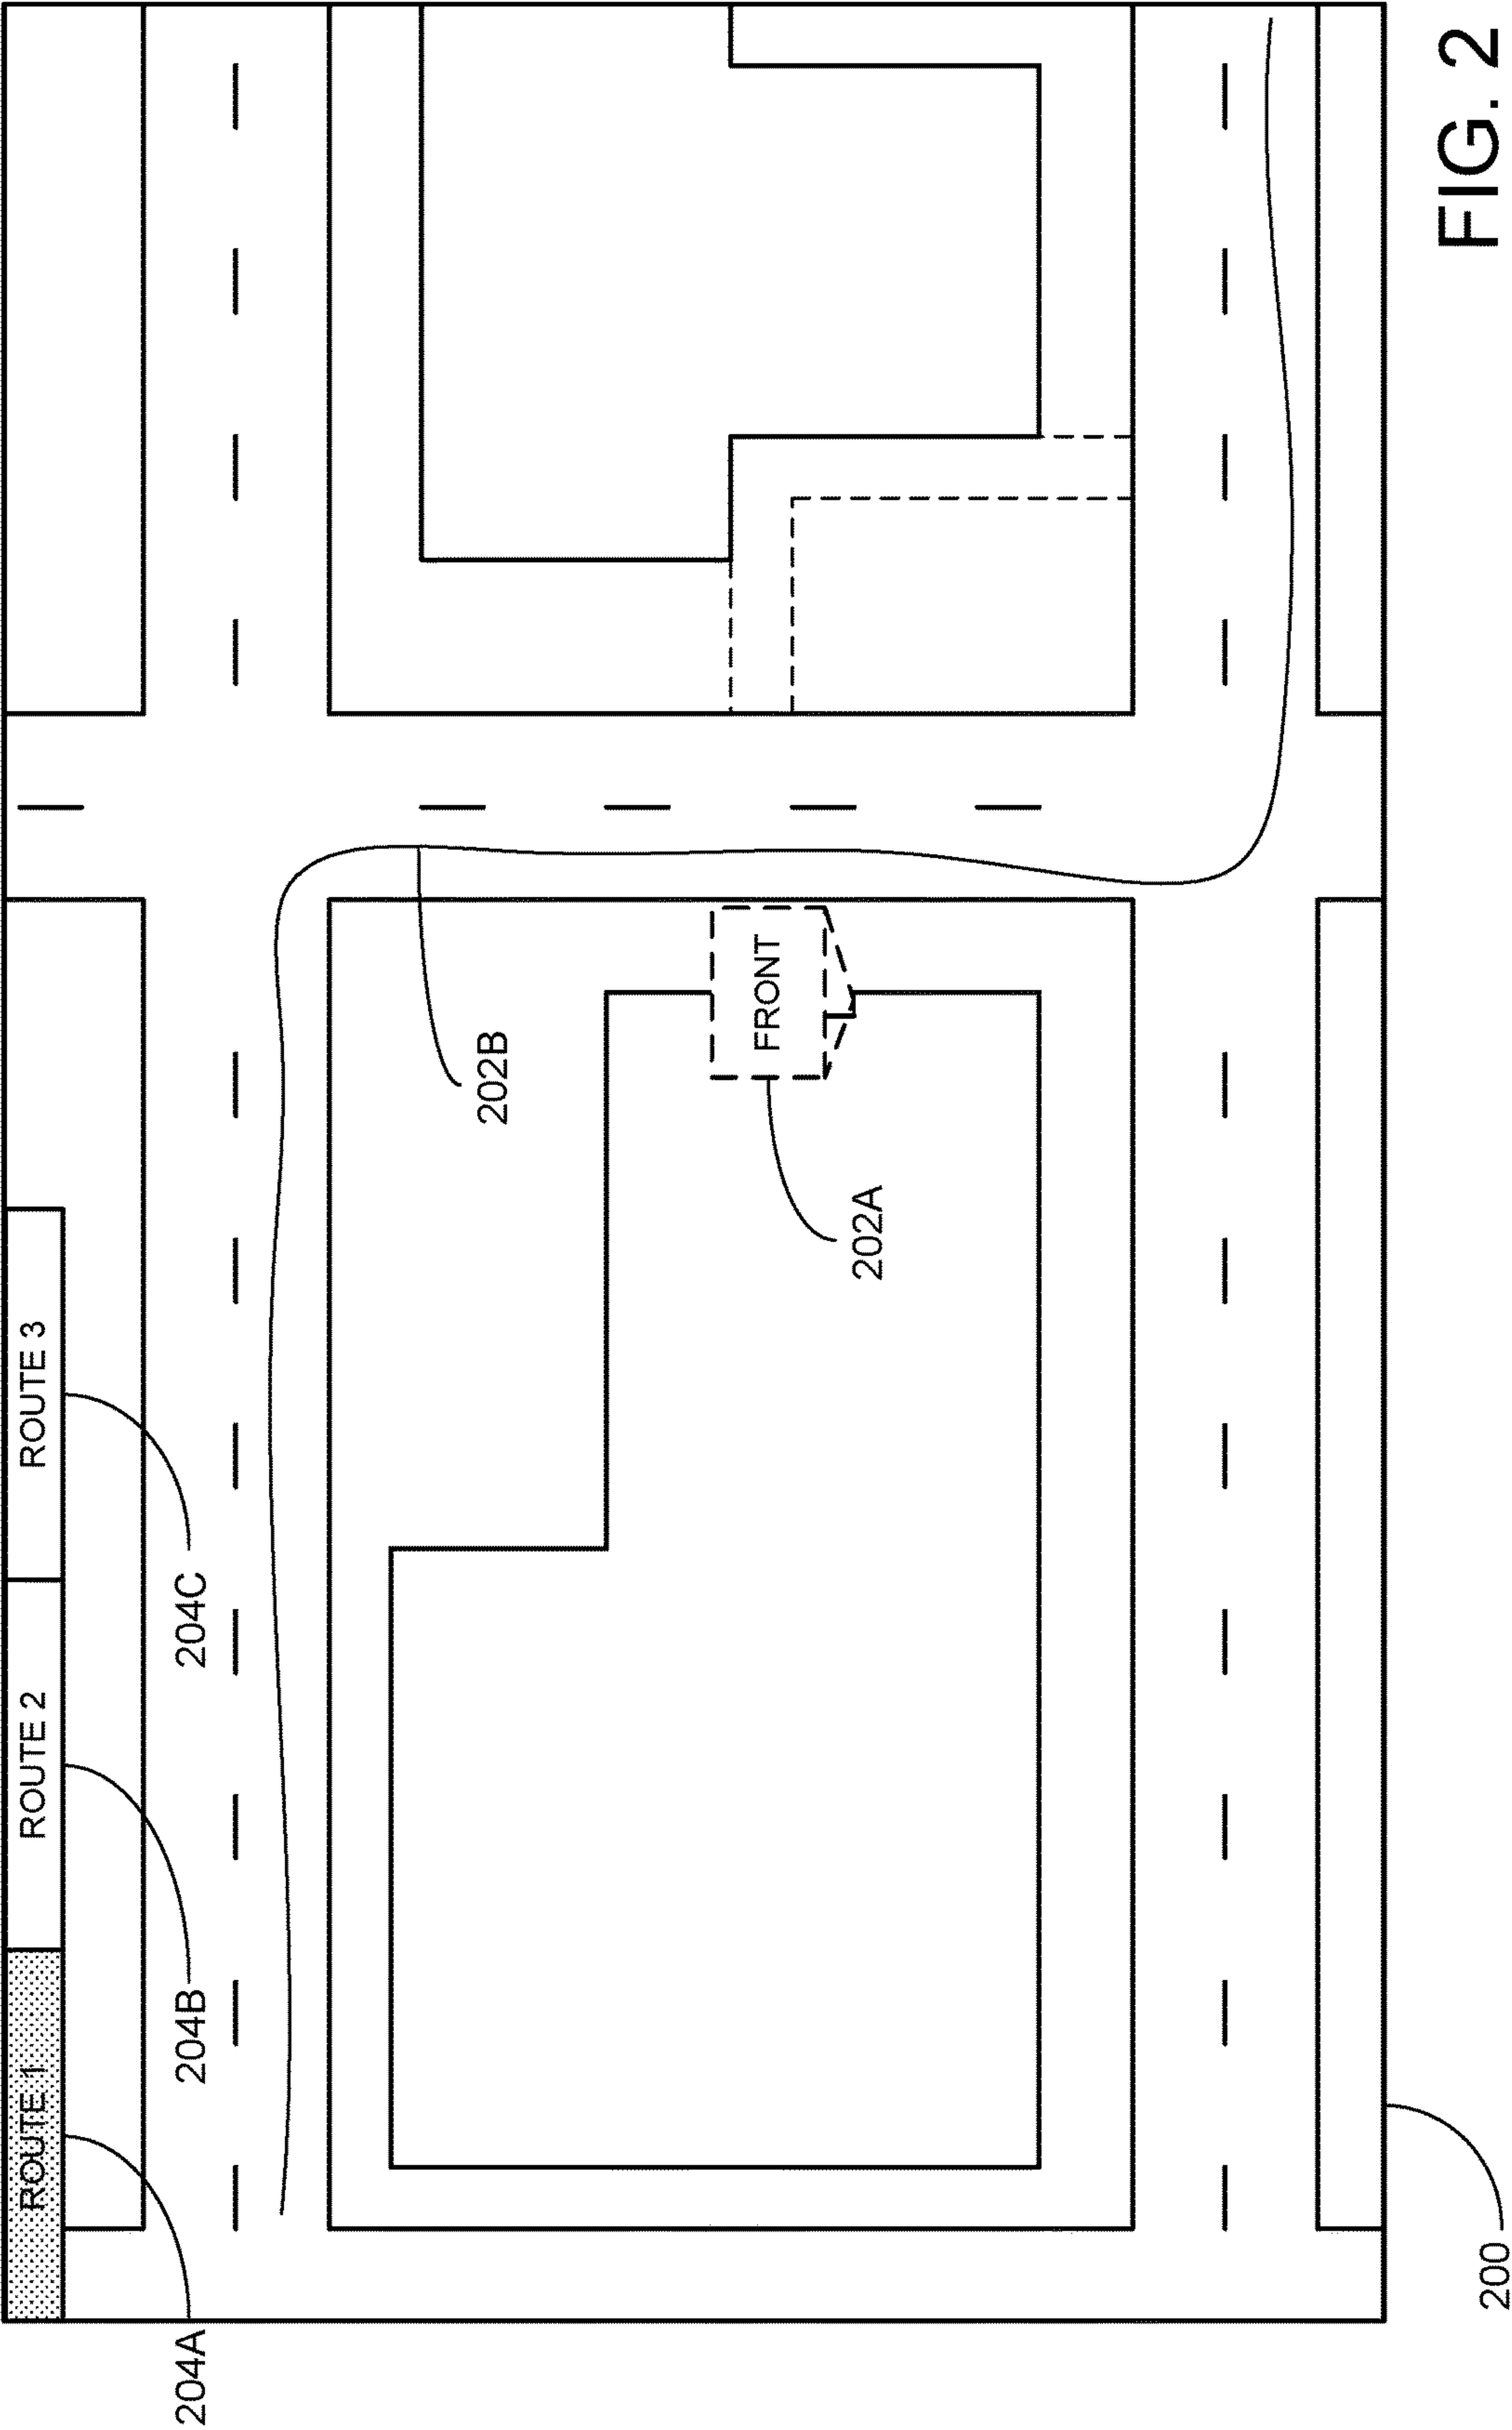 ROUTE 1
ROUTE 2
ROUTE 3
204A
204B
204C
202B
FRONT
202A
200
FIG. 2